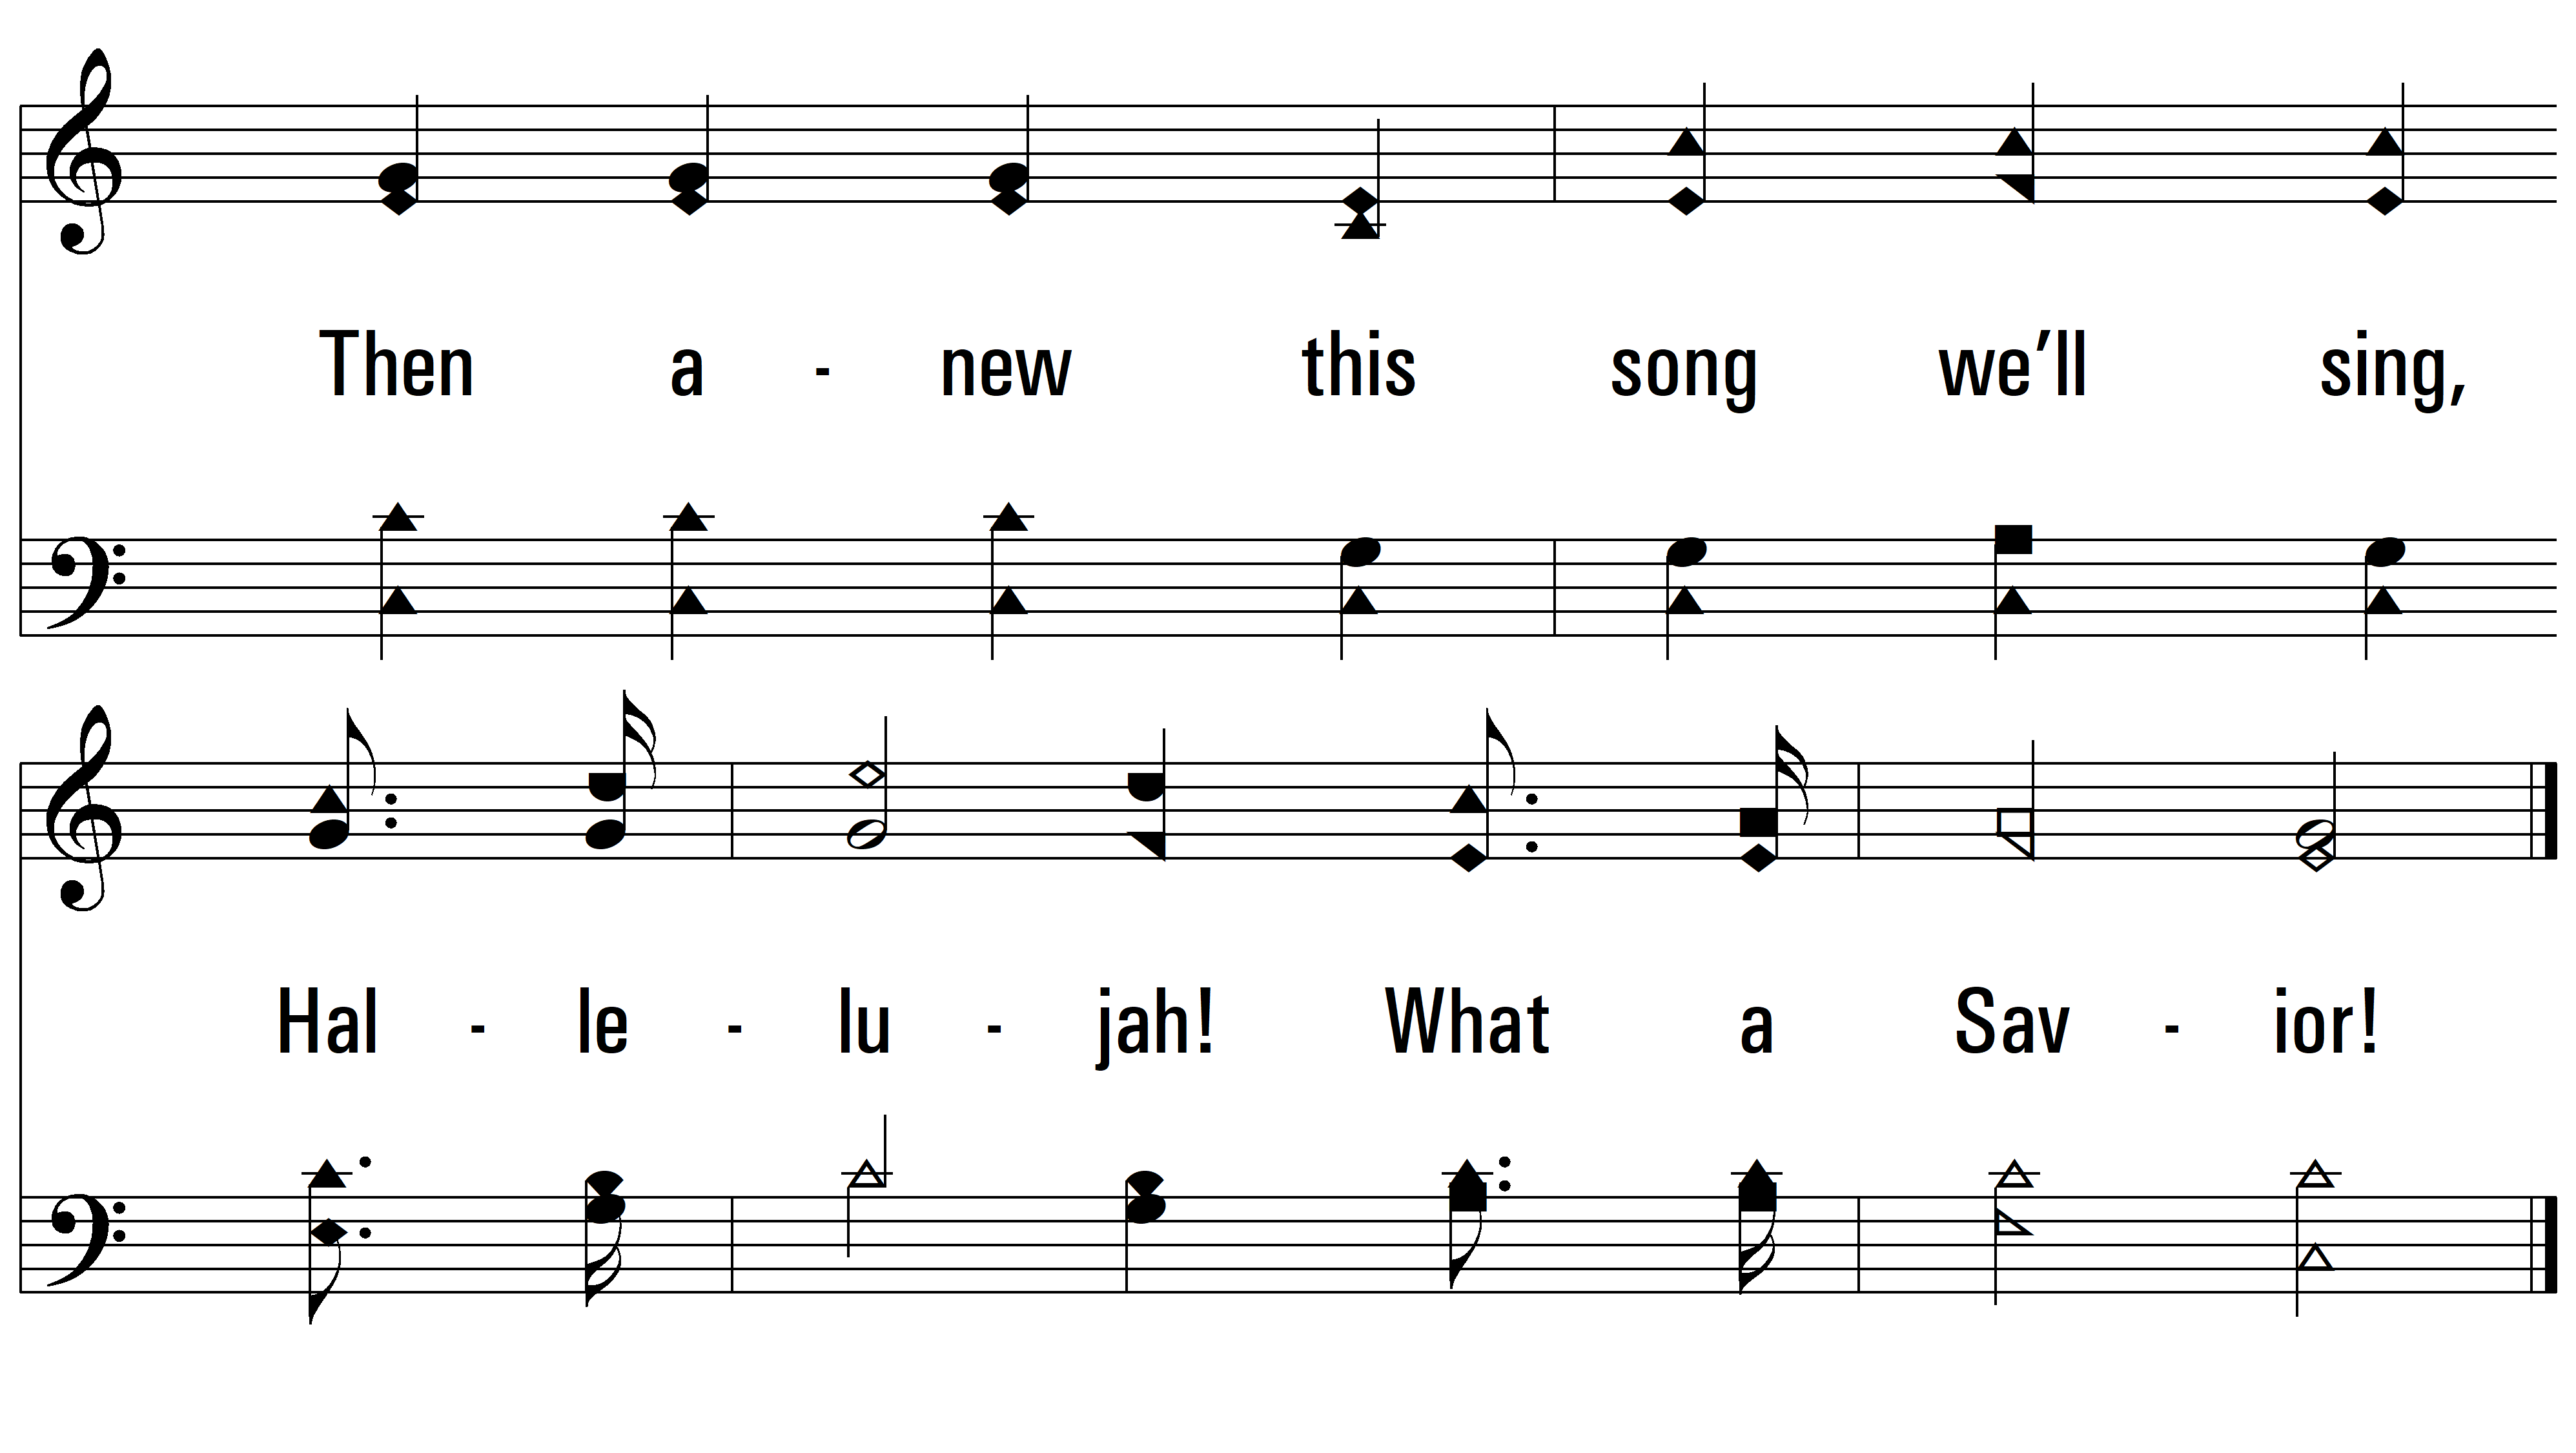 Then a - new this song we’ll sing,
Hal - le - lu - jah! What a Sav - ior!